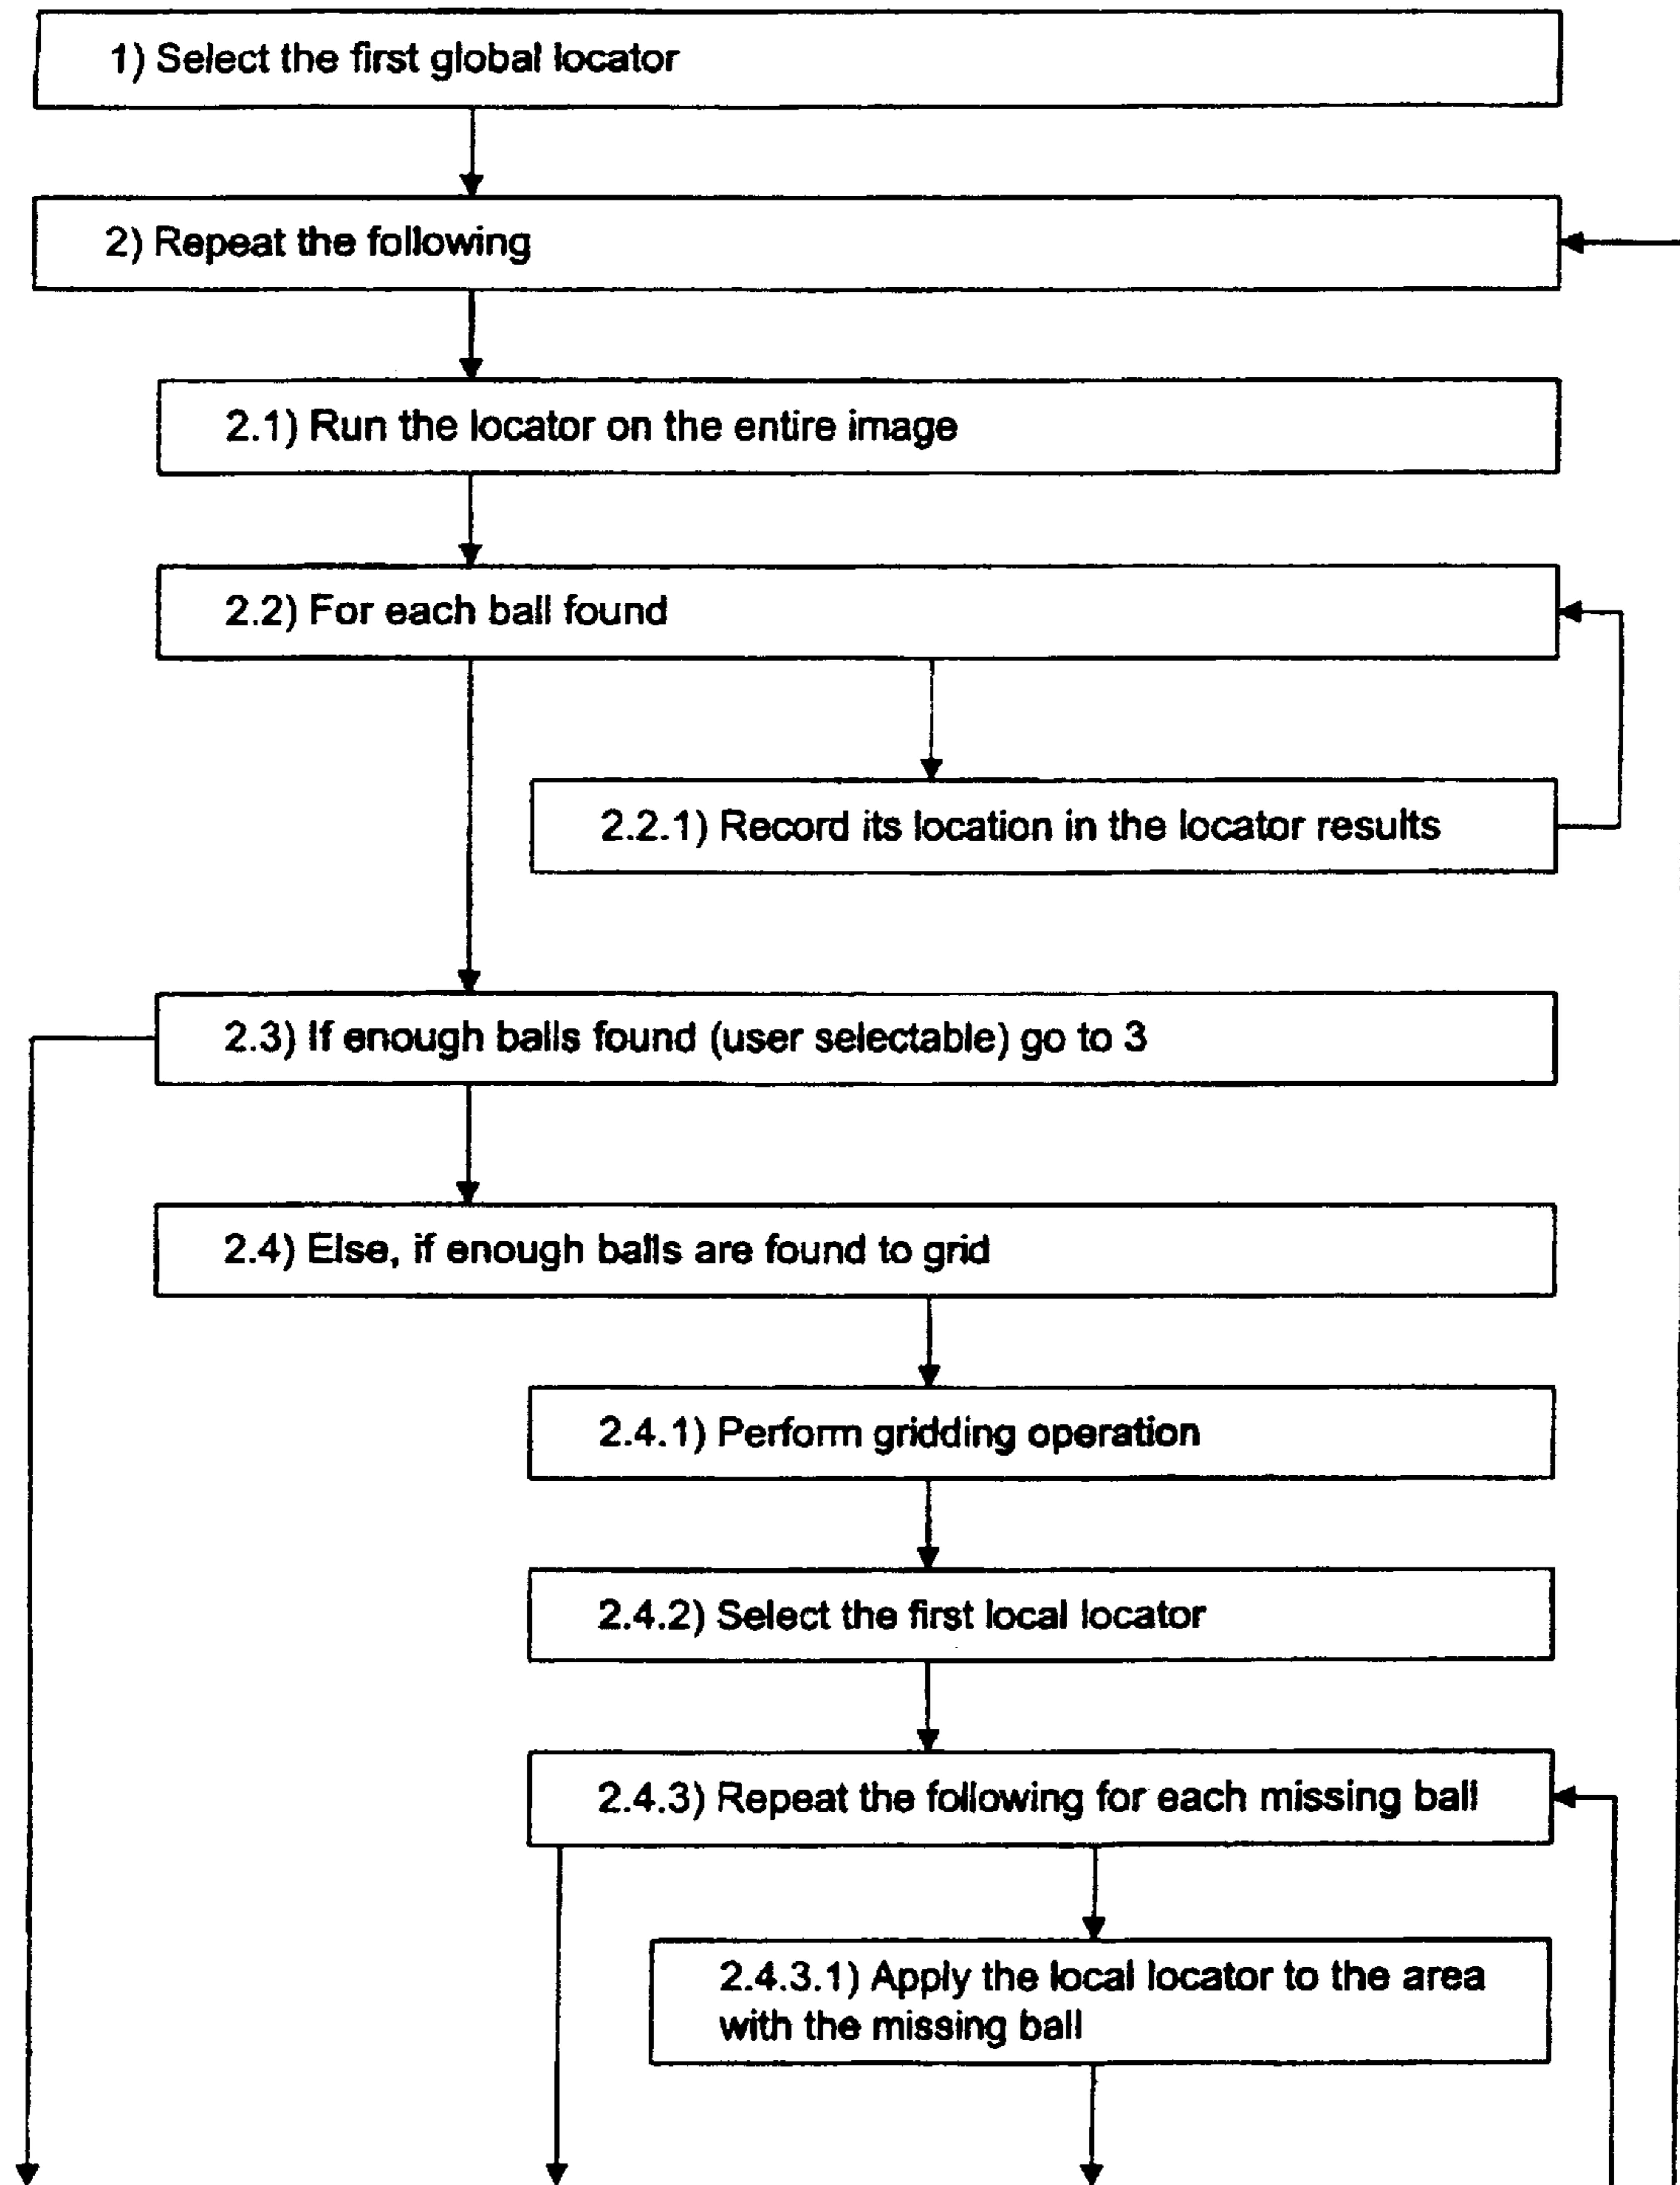 1) Select the first global locator
2) Repeat the following
2.1) Run the locator on the entire image
2.2) For each ball found
2.2.1) Record its location in the locator results
2.3) If enough balls found (user selectable) go to 3
2.4) Else, if enough balls are found to grid
2.4.1) Perform gridding operation
2.4.2) Select the first local locator
2.4.3) Repeat the following for each missing ball
2.4.3.1) Apply the local locator to the area
with the missing ball